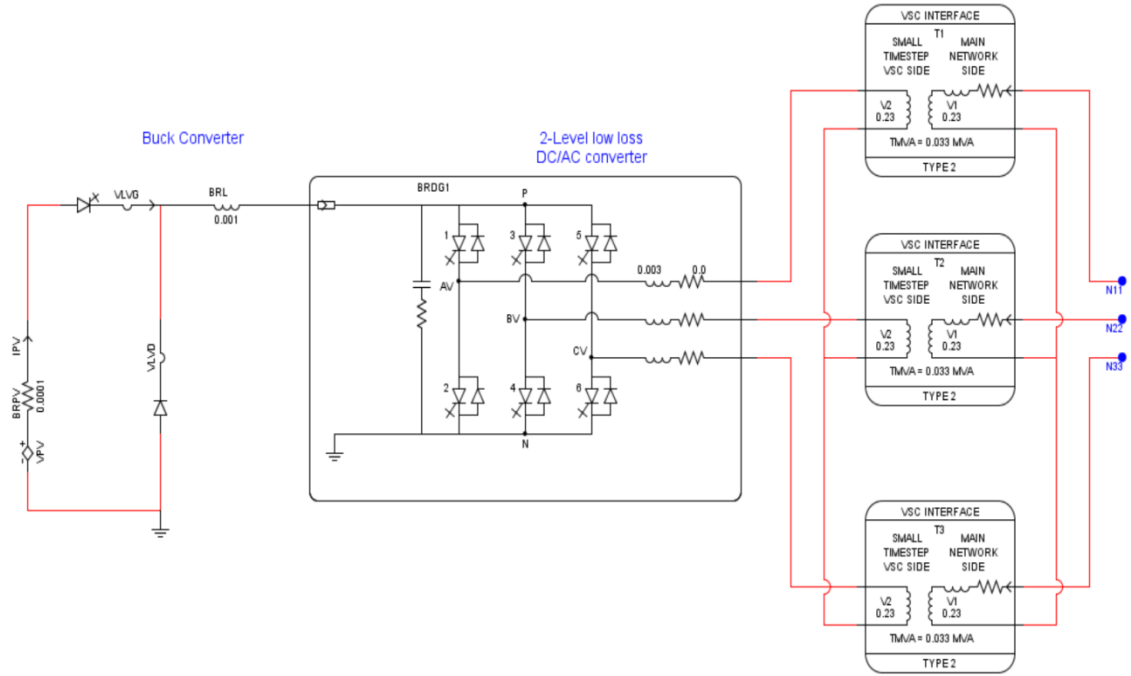 Buck Converter
VLVG
BRL
0.001
IPV
BRPV
0.0001
VPV
+
-
VLVD
2-Level low loss
DC/AC converter
BRDG1
P
1
3
5
AV
BV
CV
2
4
6
N
0.003
0.0
VSC INTERFACE
T1
SMALL
TIMESTEP
VSC SIDE
MAIN
NETWORK
SIDE
V2
0.23
V1
0.23
TMVA = 0.033 MVA
TYPE 2
VSC INTERFACE
T2
SMALL
TIMESTEP
VSC SIDE
MAIN
NETWORK
SIDE
V2
0.23
V1
0.23
TMVA = 0.033 MVA
TYPE 2
VSC INTERFACE
T3
SMALL
TIMESTEP
VSC SIDE
MAIN
NETWORK
SIDE
V2
0.23
V1
0.23
TMVA = 0.033 MVA
TYPE 2
N11
N22
N33